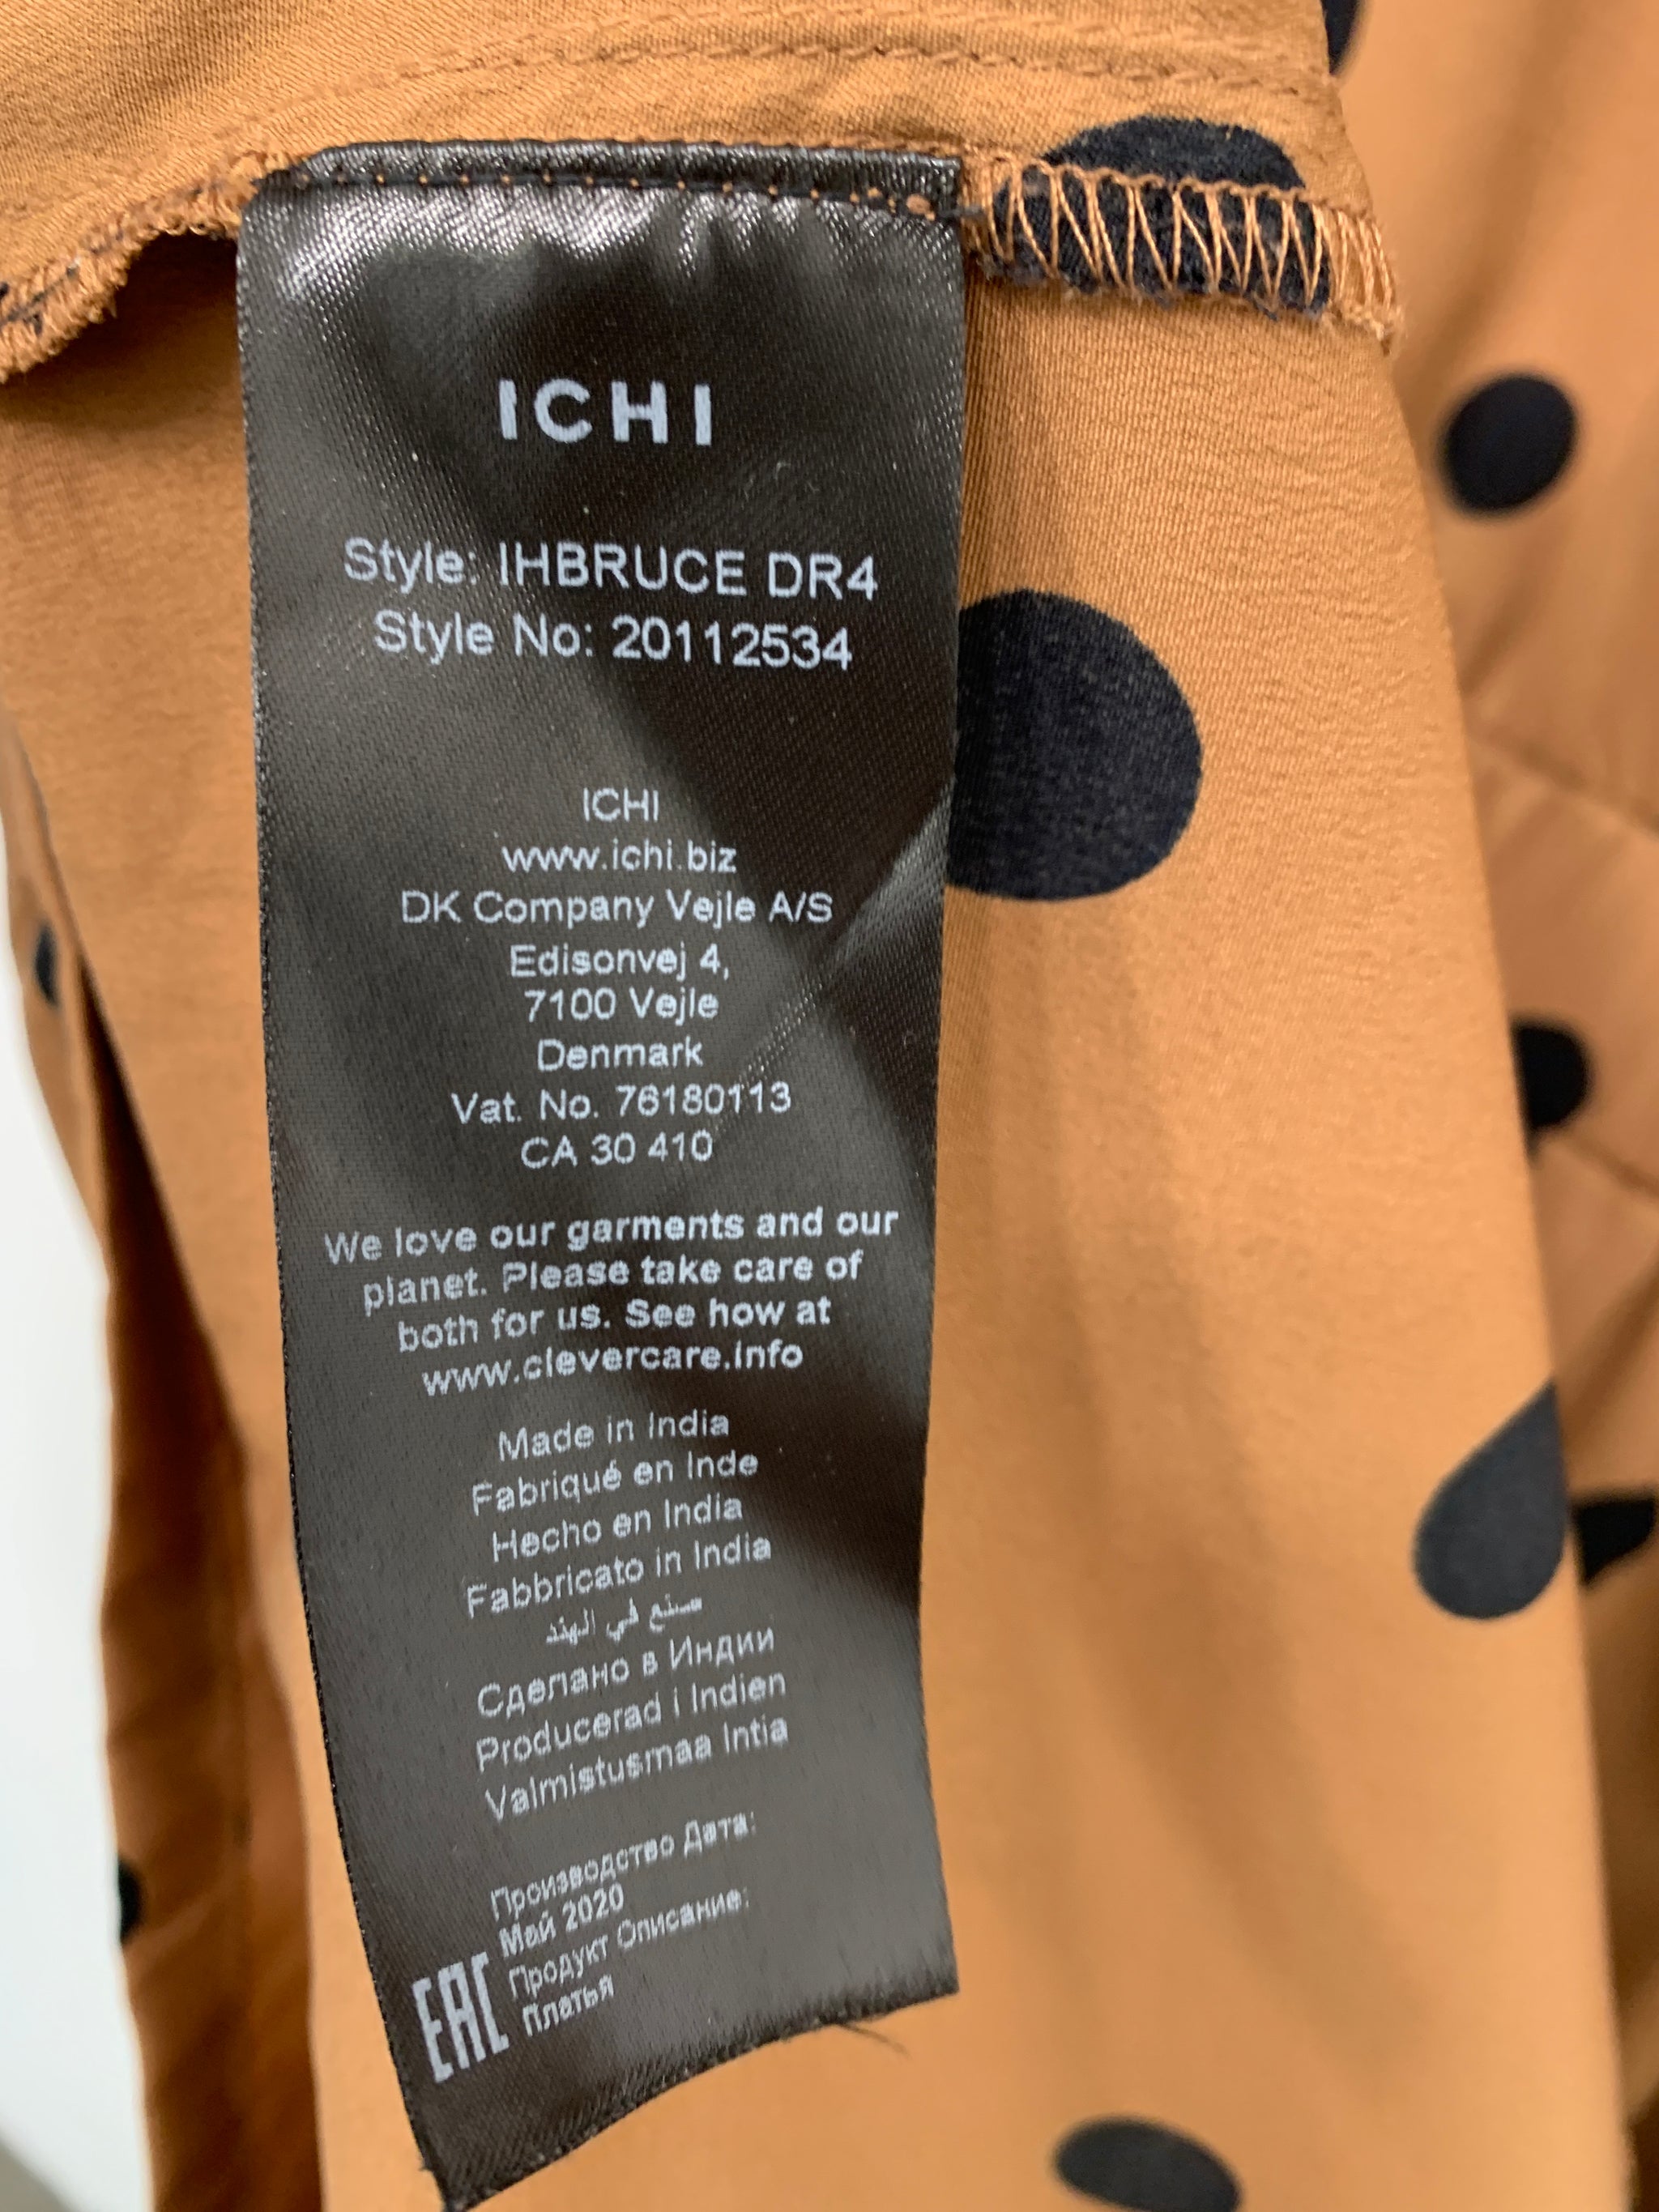 ICHI
Style: IHBRUCE DR4
Style No: 20112534
ICHI
www.ichi.biz
DK Company Vejle A/S
Edisonvej 4,
7100 Vejle
Denmark
Vat. No. 76180113
CA 30 410
We love our garments and our
planet. Please take care of
both for us. See how at
www.clevercare.info
Made in India
Fabriqué en Inde
Hecho en India
Fabbricato in India
صنع في الهند
Сделано в Индии
Producerad i Indien
Valmistusmaa Intia
Производство Дата:
Май 2020
Продукт Описание:
Платья
EAC